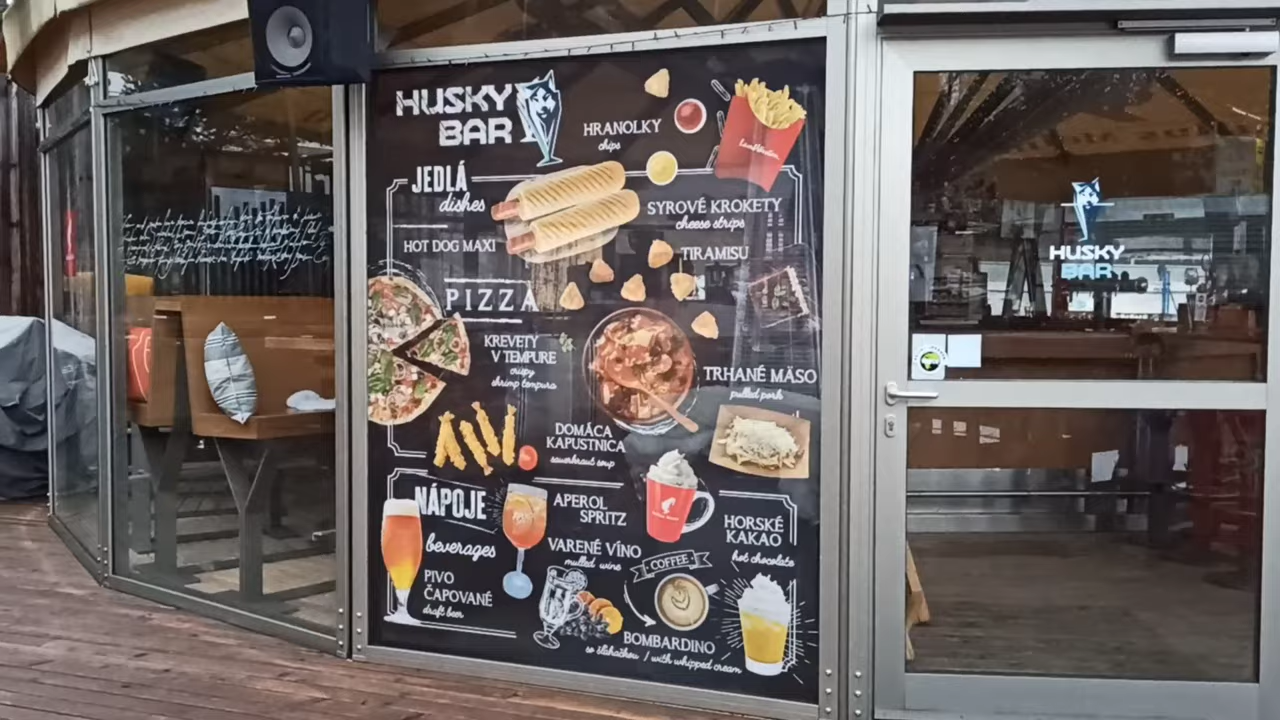 HUSKY
BAR
HRANOLKY
chips
JEDLÁ
dishes
SYROVÉ KROKETY
cheese strips
HOT DOG MAXI
TIRAMISU
PIZZA
KREVETY
V TEMPURE
crispy
shrimp tempura
TRHANÉ MÄSO
pulled pork
DOMÁCA
KAPUSTNICA
sauerkraut soup
NÁPOJE
beverages
APEROL
SPRITZ
HORSKÉ
KAKAO
hot chocolate
VARENÉ VÍNO
mulled wine
COFFEE
PIVO
ČAPOVANÉ
draft beer
BOMBARDINO
so šľahačkou / with whipped cream
HUSKY
BAR